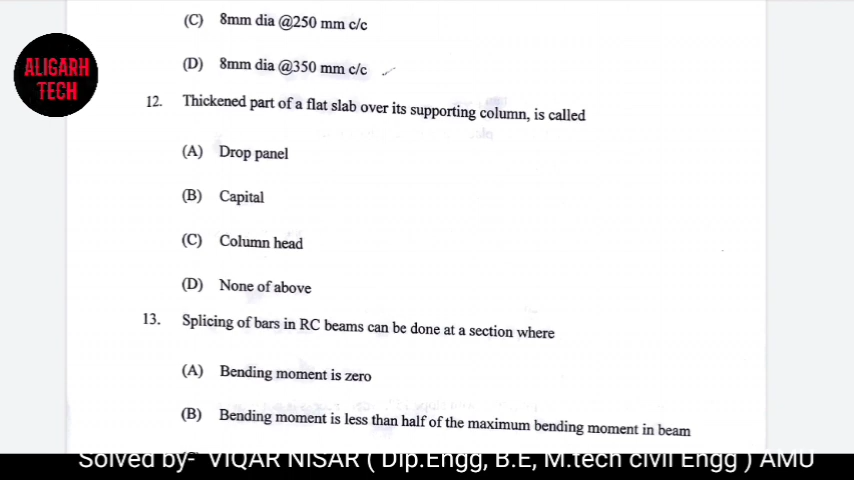 (C) 8mm dia @250 mm c/c
(D) 8mm dia @350 mm c/c
ALIGARH
TECH
12. Thickened part of a flat slab over its supporting column, is called
(A) Drop panel
(B) Capital
(C) Column head
(D) None of above
13. Splicing of bars in RC beams can be done at a section where
(A) Bending moment is zero
(B) Bending moment is less than half of the maximum bending moment in beam
Solved by- VIQAR NISAR ( Dip.Engg, B.E, M.tech civil Engg ) AMU